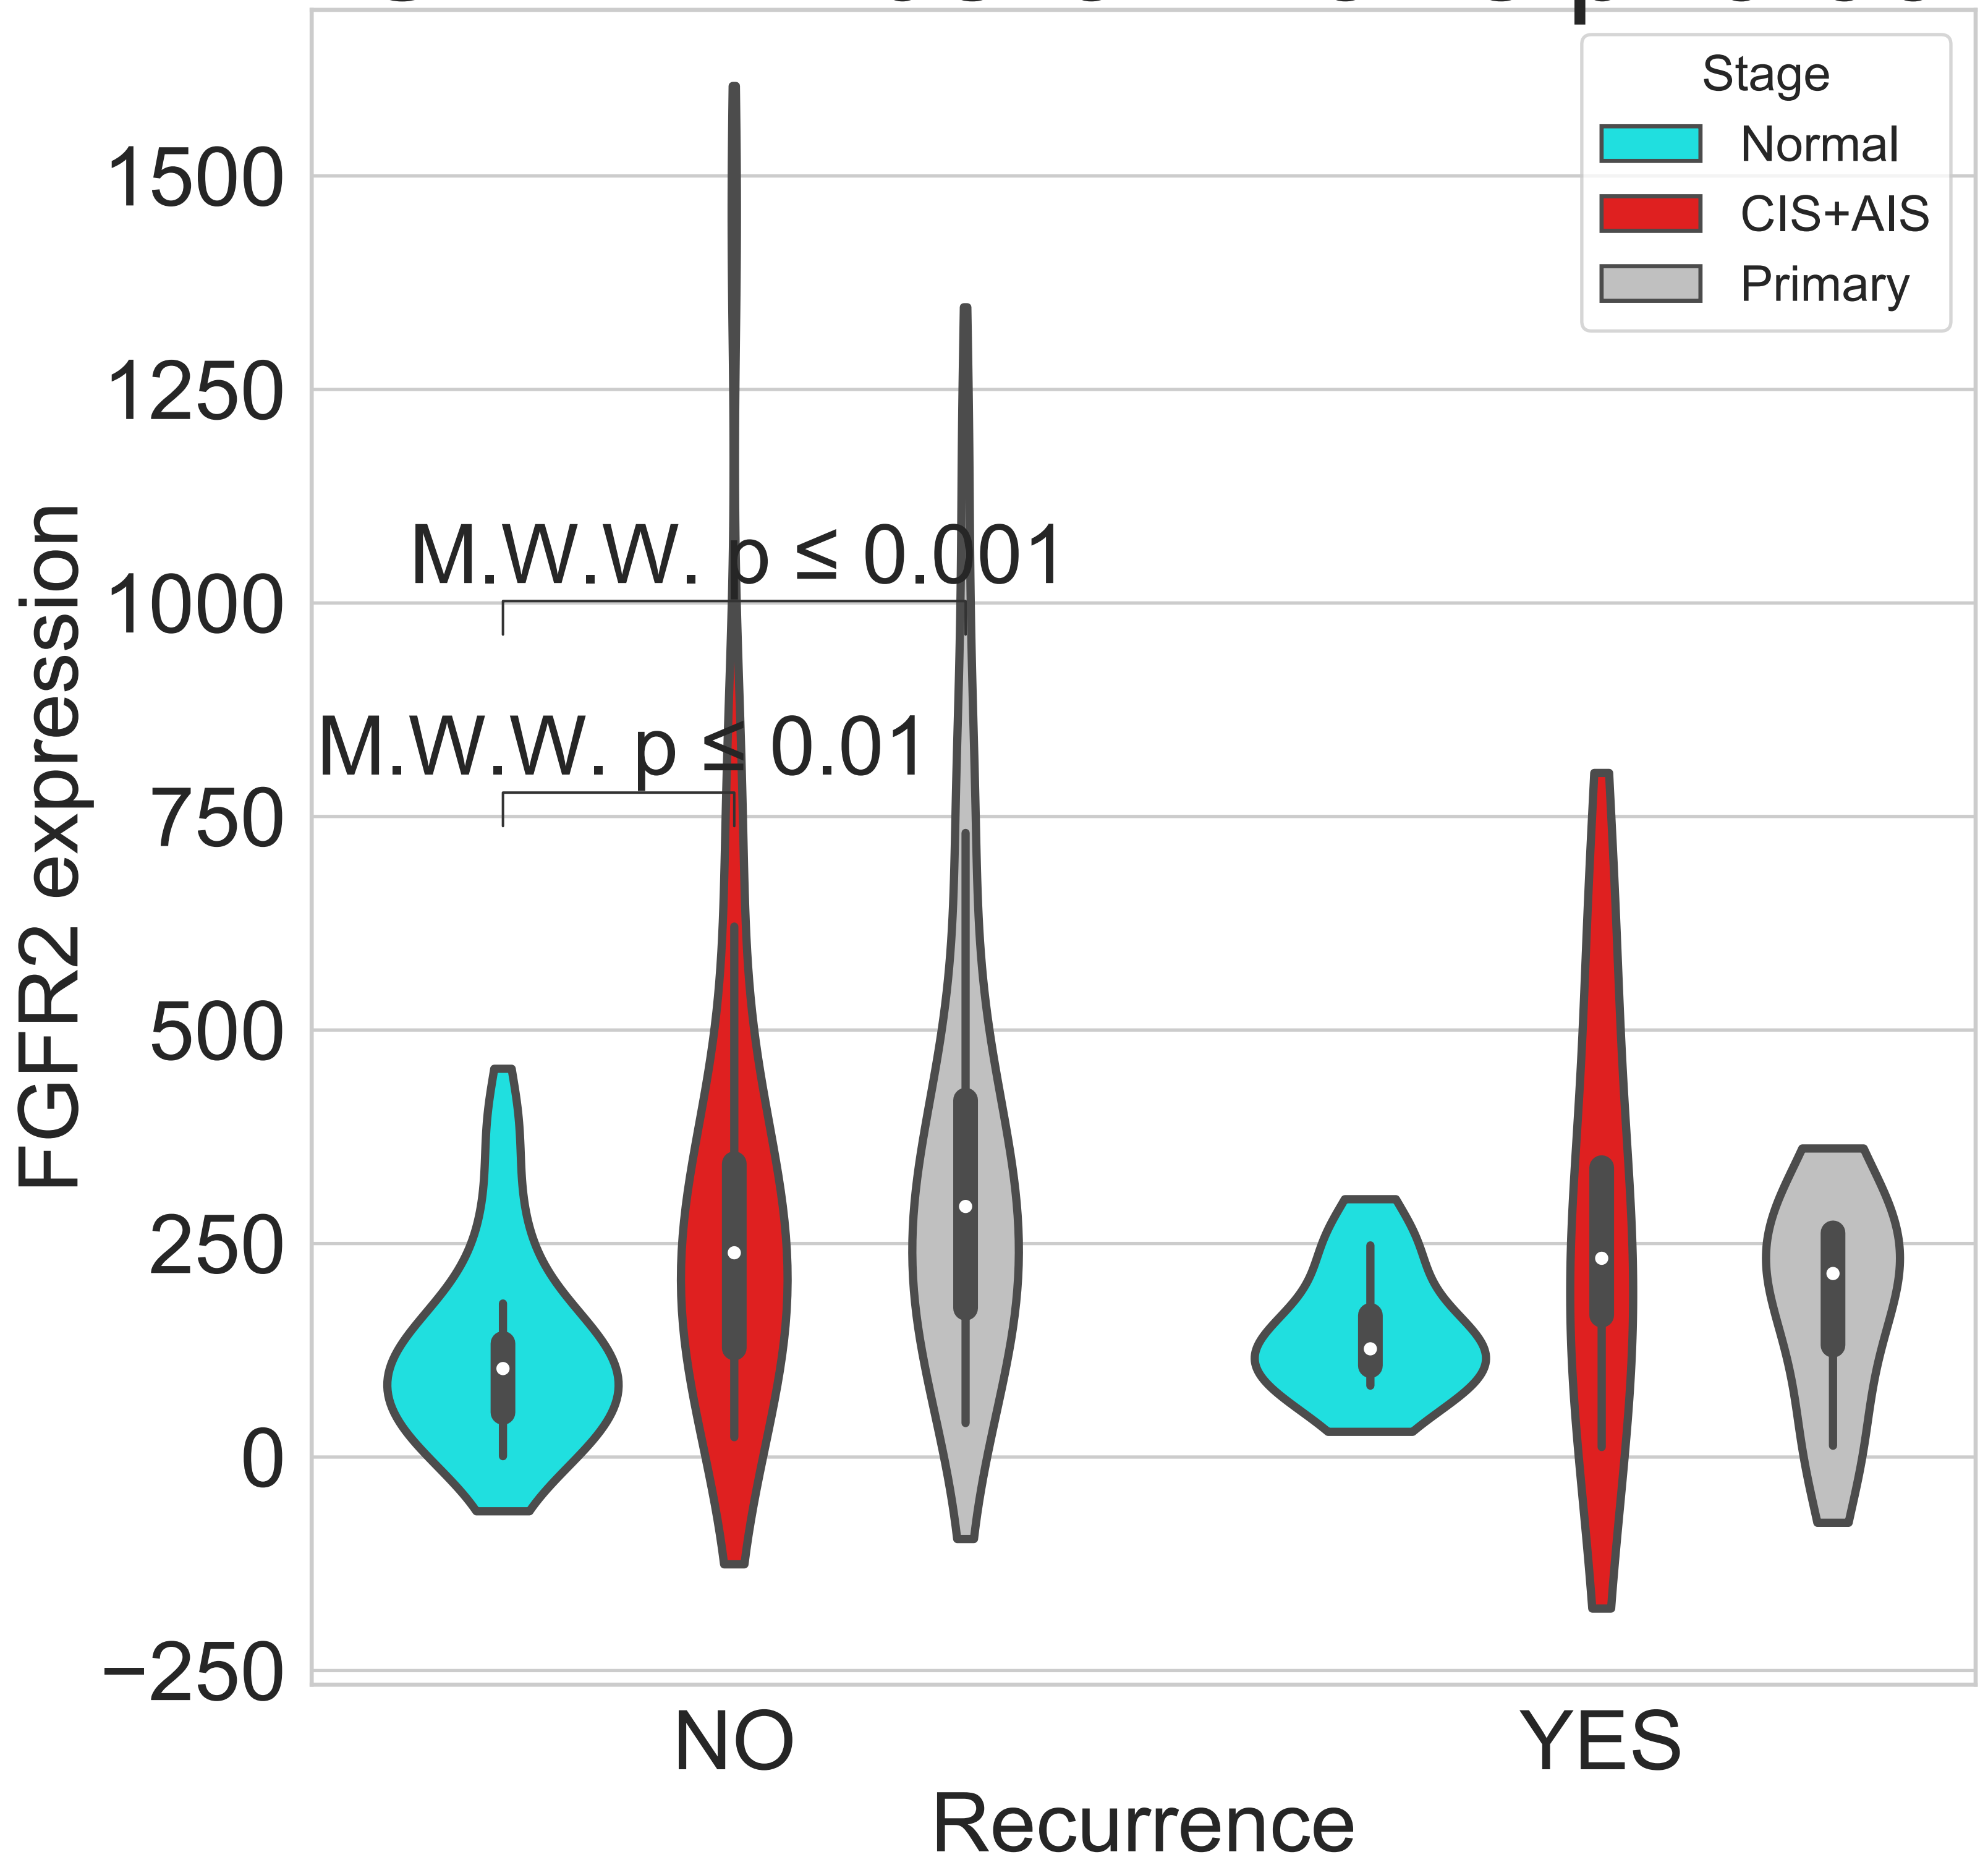 Stage
Normal
CIS+AIS
Primary
1500
1250
1000
750
500
250
0
−250
FGFR2 expression
M.W.W. p ≤ 0.001
M.W.W. p ≤ 0.01
NO
YES
Recurrence